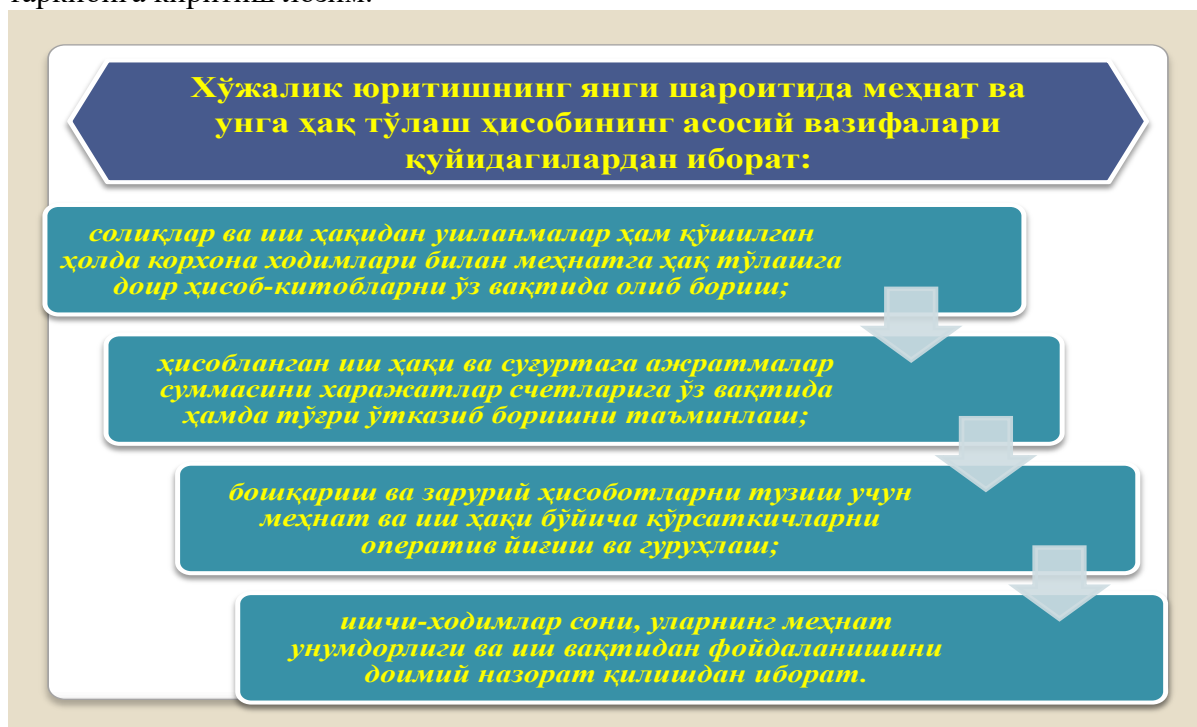 Хўжалик юритишнинг янги шароитида меҳнат ва
унга ҳақ тўлаш ҳисобининг асосий вазифалари
қуйидагилардан иборат:
солиқлар ва иш ҳақидан ушланмалар ҳам қўшилган
ҳолда корхона ходимлари билан меҳнатга ҳақ тўлашга
доир ҳисоб-китобларни ўз вақтида олиб бориш;
ҳисобланган иш ҳақи ва суғуртага ажратмалар
суммасини харажатлар счетларига ўз вақтида
ҳамда тўғри ўтказиб боришни таъминлаш;
бошқариш ва зарурий ҳисоботларни тузиш учун
меҳнат ва иш ҳақи бўйича кўрсаткичларни
оператив йиғиш ва гуруҳлаш;
ишчи-ходимлар сони, уларнинг меҳнат
унумдорлиги ва иш вақтидан фойдаланишини
доимий назорат қилишдан иборат.